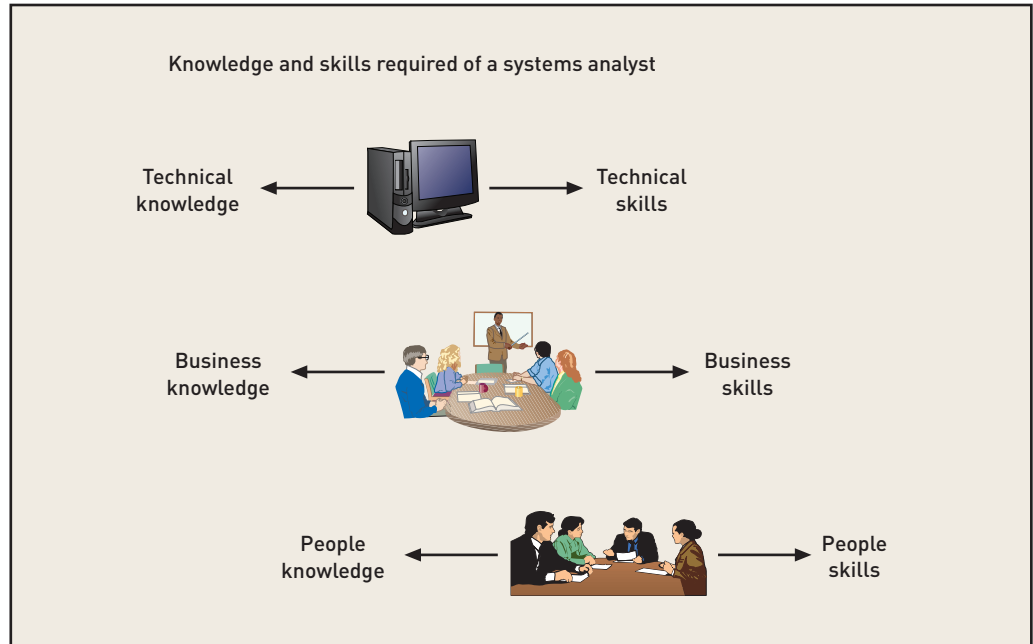 Knowledge and skills required of a systems analyst
Technical
knowledge
Technical
skills
Business
knowledge
Business
skills
People
knowledge
People
skills